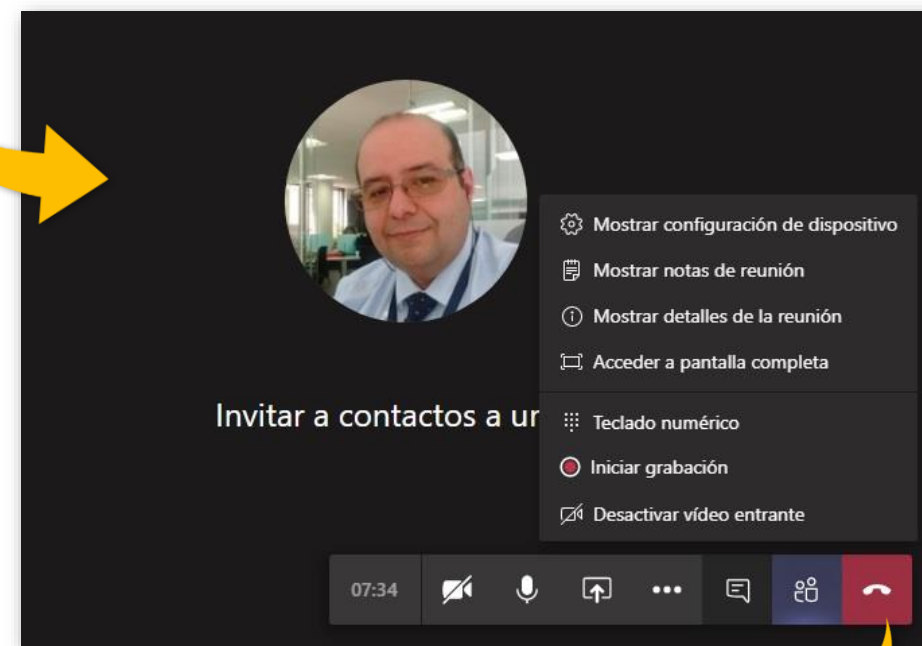 Mostrar configuración de dispositivo
Mostrar notas de reunión
Mostrar detalles de la reunión
Acceder a pantalla completa
Invitar a contactos a
Teclado numérico
Iniciar grabación
Desactivar vídeo entrante
07:34